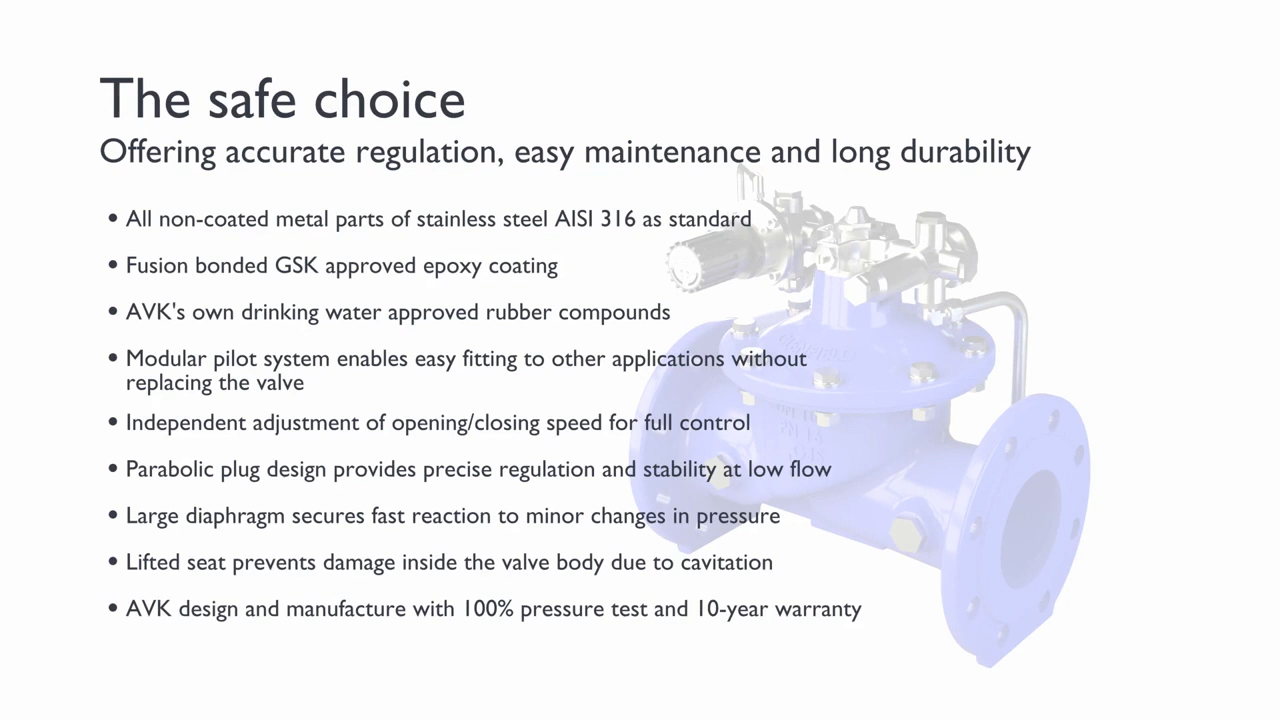 The safe choice
Offering accurate regulation, easy maintenance and long durability
• All non-coated metal parts of stainless steel AISI 316 as standard
• Fusion bonded GSK approved epoxy coating
• AVK's own drinking water approved rubber compounds
• Modular pilot system enables easy fitting to other applications without
replacing the valve
• Independent adjustment of opening/closing speed for full control
• Parabolic plug design provides precise regulation and stability at low flow
• Large diaphragm secures fast reaction to minor changes in pressure
• Lifted seat prevents damage inside the valve body due to cavitation
• AVK design and manufacture with 100% pressure test and 10-year warranty